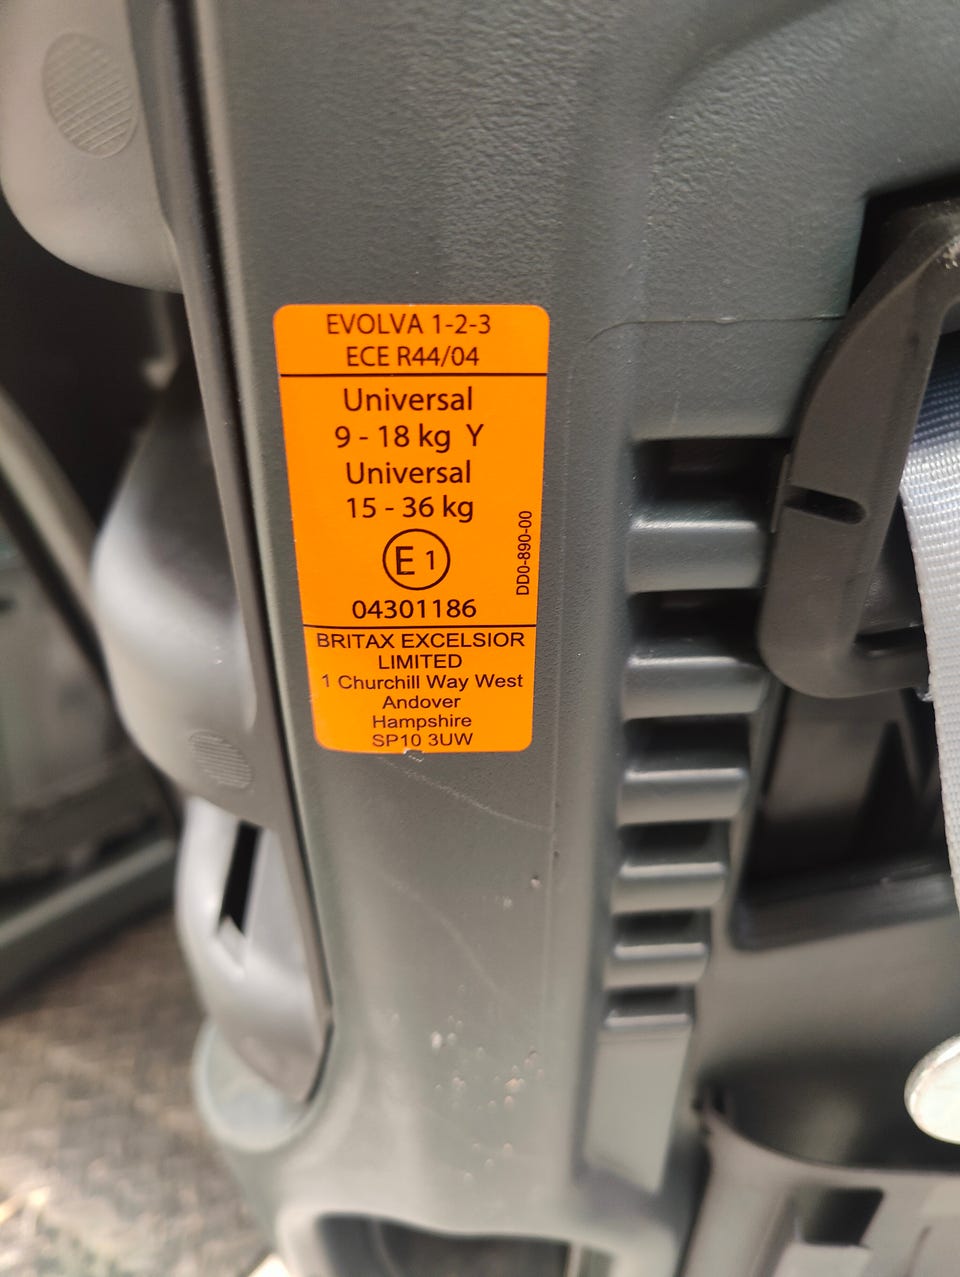 EVOLVA 1-2-3
ECE R44/04
Universal
9 - 18 kg Y
Universal
15 - 36 kg
E 1
04301186
DD0-890-00
BRITAX EXCELSIOR
LIMITED
1 Churchill Way West
Andover
Hampshire
SP10 3UW